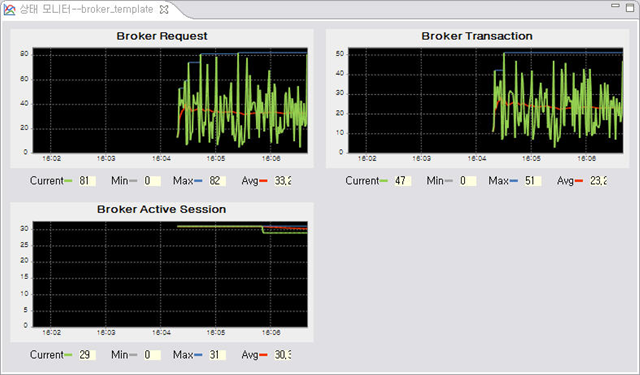 상태 모니터--broker_template
Broker Request
80
60
40
20
0
16:02 16:03 16:04 16:05 16:06
Current 81 Min 0 Max 82 Avg 33,2
Broker Transaction
50
40
30
20
10
0
16:02 16:03 16:04 16:05 16:06
Current 47 Min 0 Max 51 Avg 23,2
Broker Active Session
30
25
20
15
10
5
0
16:02 16:03 16:04 16:05 16:06
Current 29 Min 0 Max 31 Avg 30,3